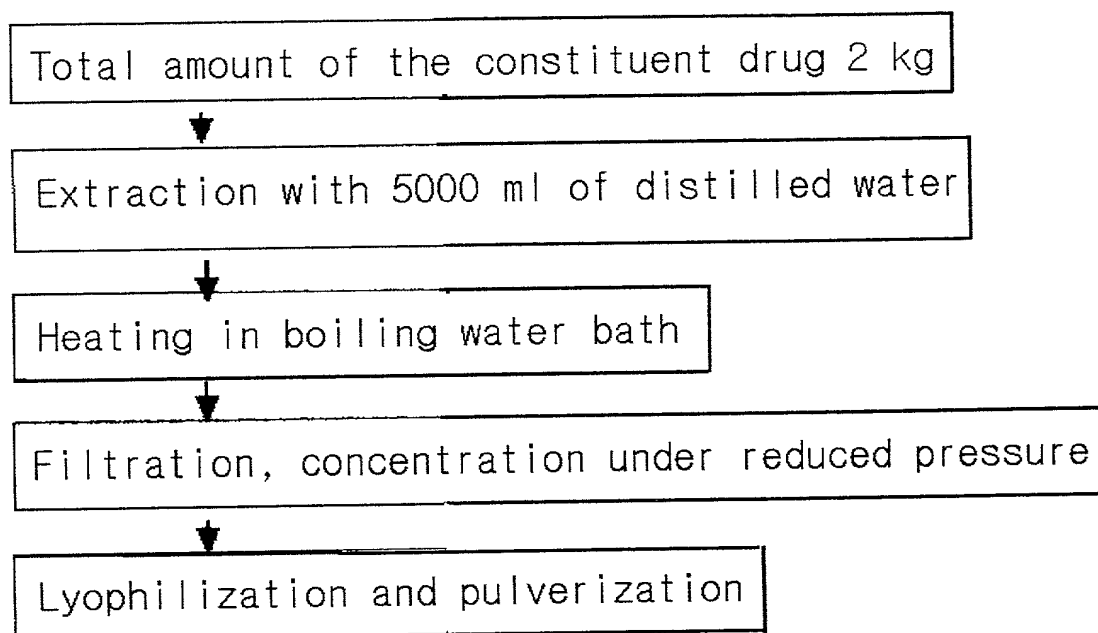 Total amount of the constituent drug 2 kg
Extraction with 5000 ml of distilled water
Heating in boiling water bath
Filtration, concentration under reduced pressure
Lyophilization and pulverization